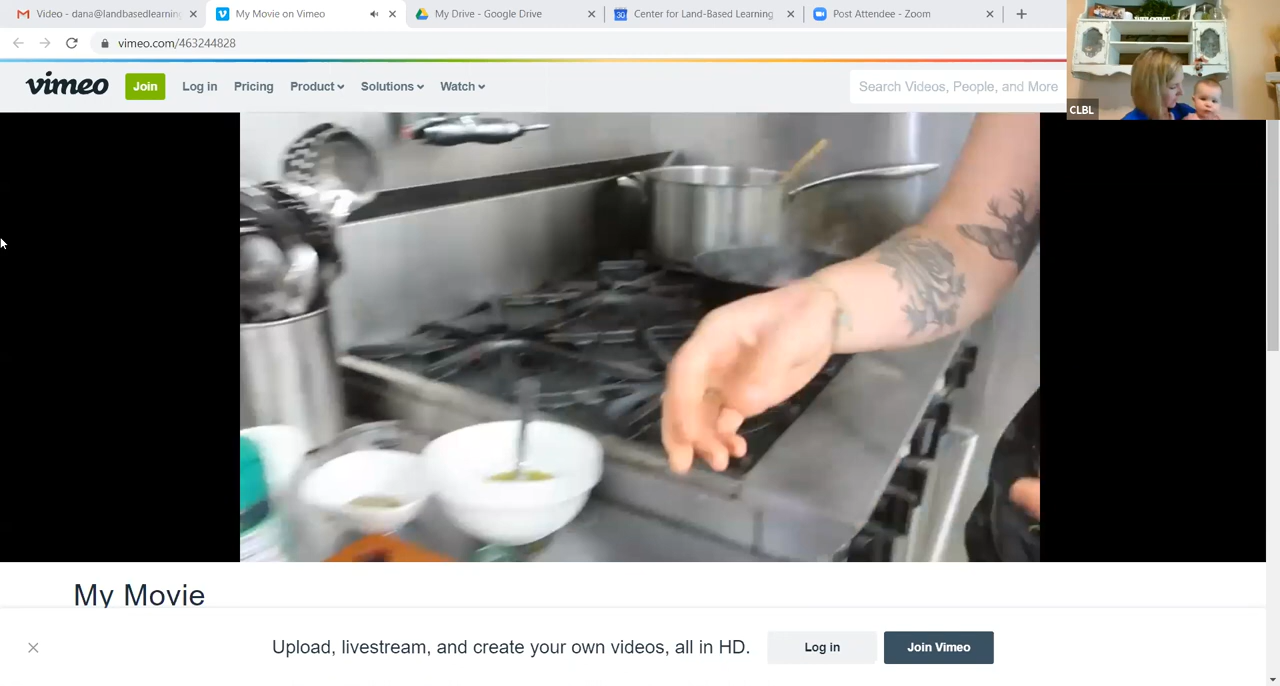 Video - dana@landbasedlearning
My Movie on Vimeo
My Drive - Google Drive
Center for Land-Based Learning
Post Attendee - Zoom
vimeo.com/463244828
vimeo
Join
Log in
Pricing
Product
Solutions
Watch
Search Videos, People, and More
CLBL
My Movie
Upload, livestream, and create your own videos, all in HD.
Log in
Join Vimeo